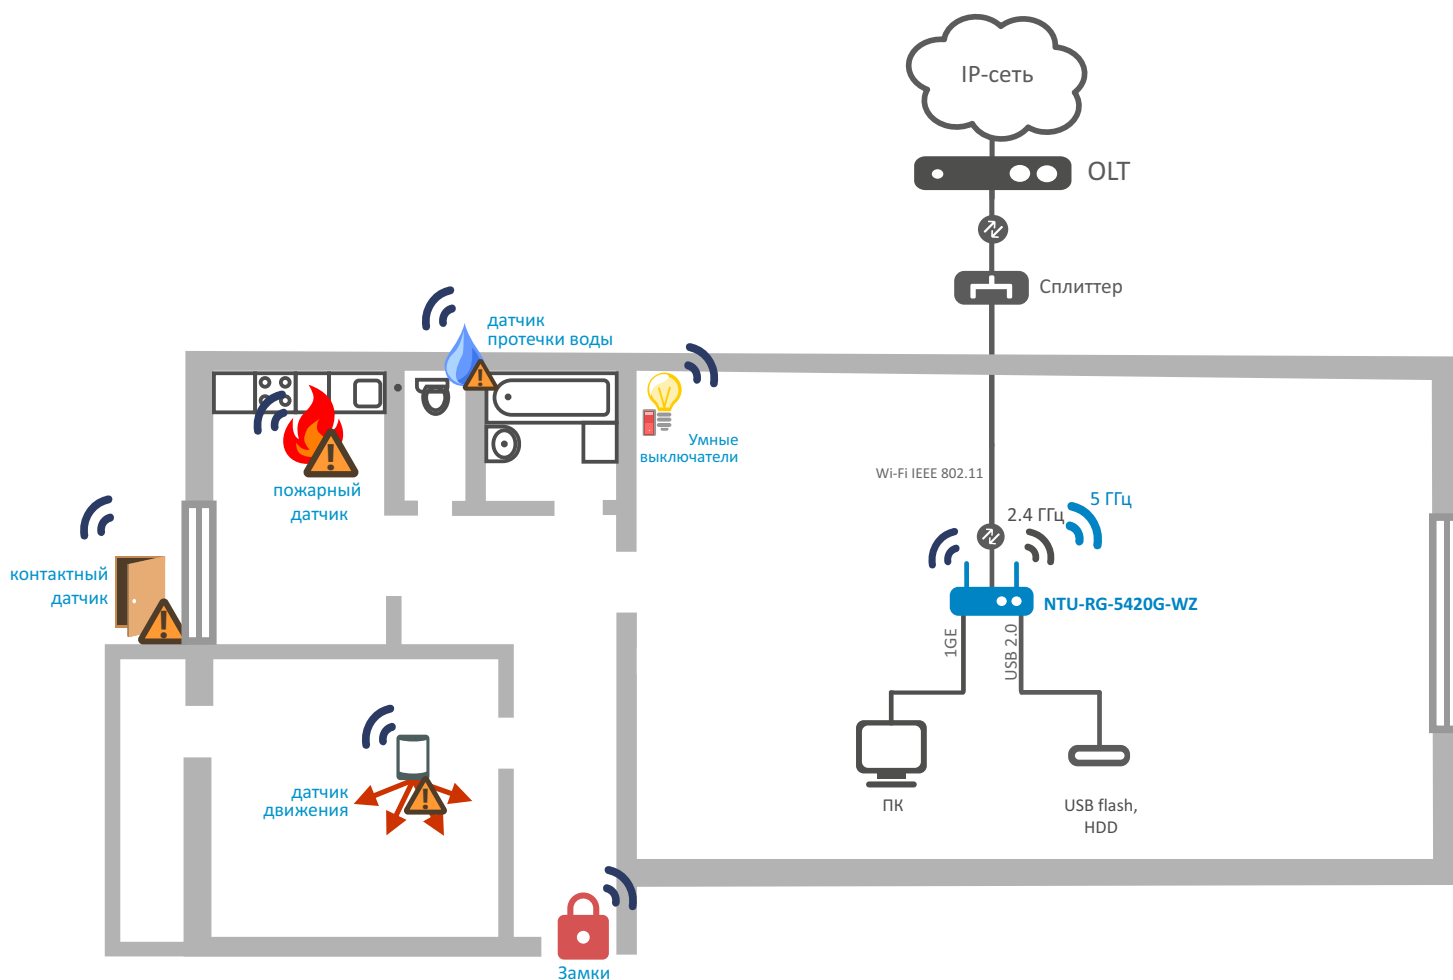 IP-сеть
OLT
Сплиттер
датчик
протечки воды
Умные
выключатели
Wi-Fi IEEE 802.11
5 ГГц
2.4 ГГц
пожарный
датчик
контактный
датчик
NTU-RG-5420G-WZ
1GE
USB 2.0
датчик
движения
ПК
USB flash,
HDD
Замки